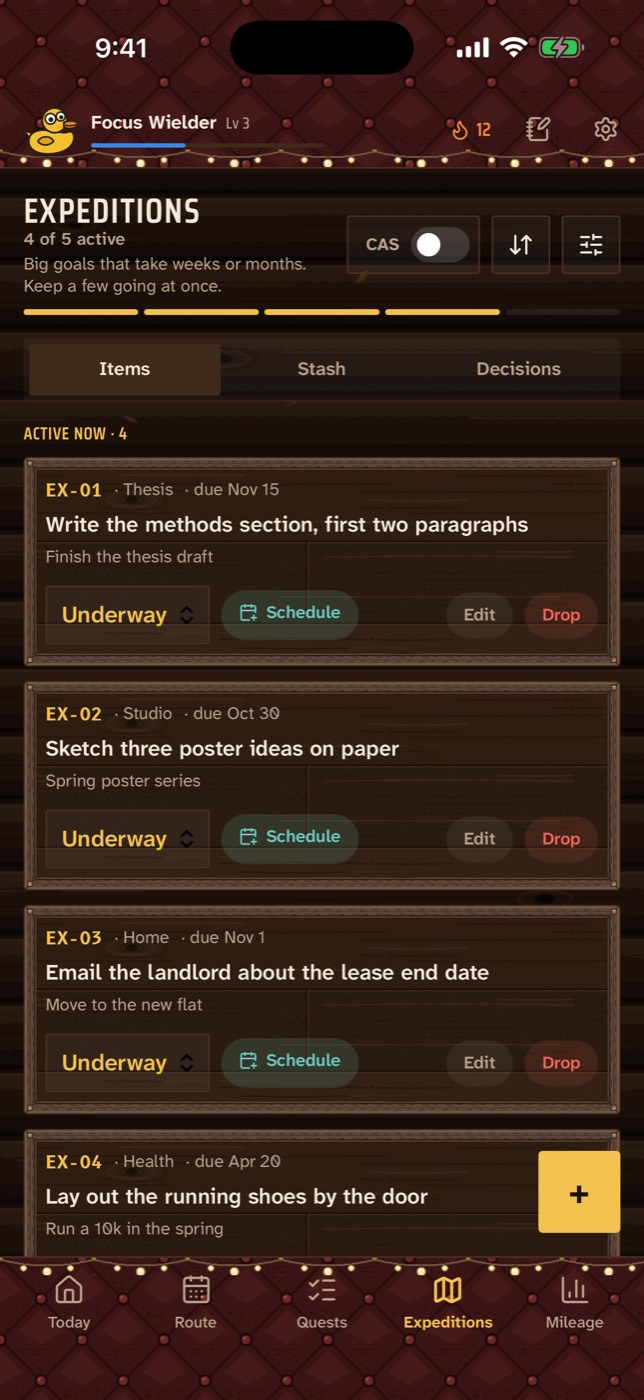 9:41
Focus Wielder Lv 3
12
EXPEDITIONS
4 of 5 active
Big goals that take weeks or months.
Keep a few going at once.
CAS
Items Stash Decisions
ACTIVE NOW · 4
EX-01 · Thesis · due Nov 15
Write the methods section, first two paragraphs
Finish the thesis draft
Underway Schedule Edit Drop
EX-02 · Studio · due Oct 30
Sketch three poster ideas on paper
Spring poster series
Underway Schedule Edit Drop
EX-03 · Home · due Nov 1
Email the landlord about the lease end date
Move to the new flat
Underway Schedule Edit Drop
EX-04 · Health · due Apr 20
Lay out the running shoes by the door
Run a 10k in the spring
+
Today Route Quests Expeditions Mileage